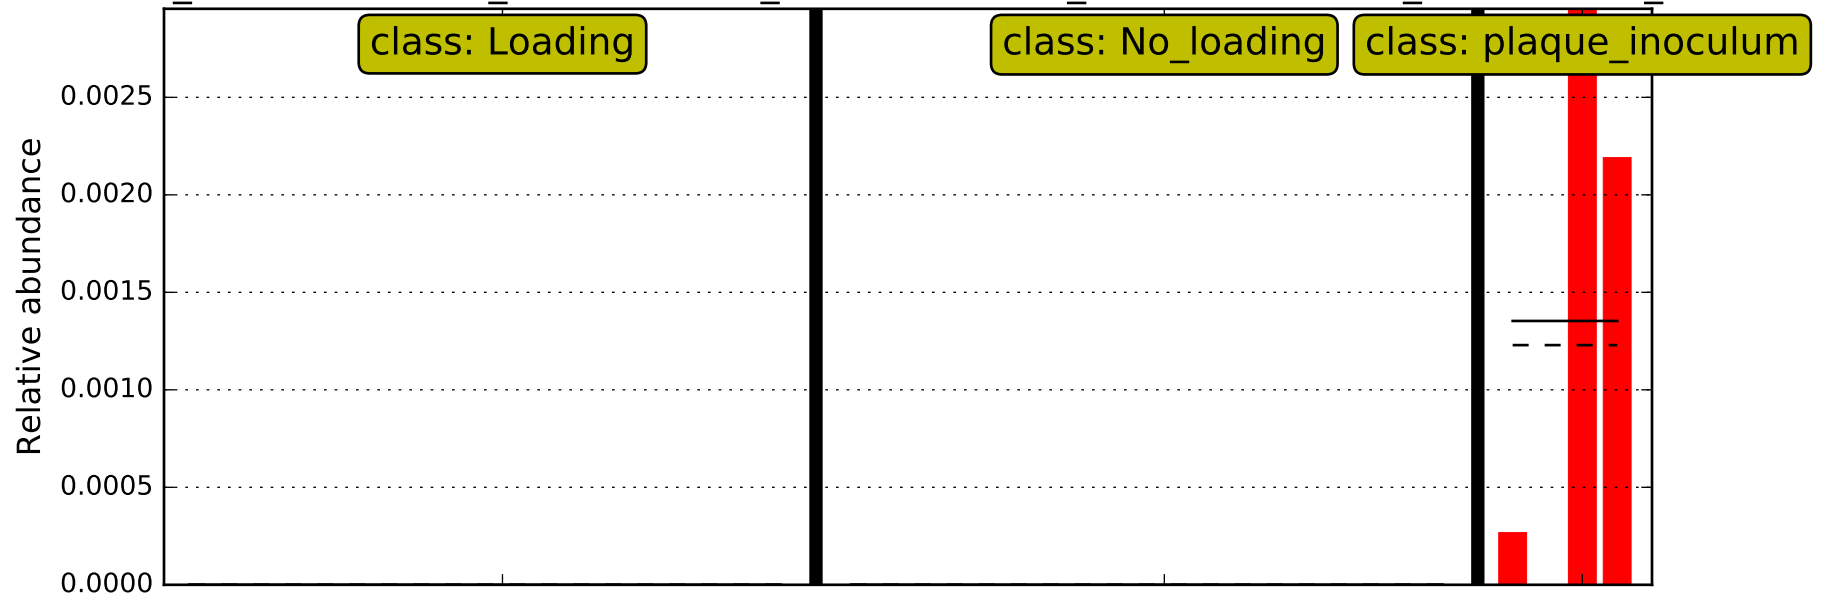 class: Loading
class: No_loading
class: plaque_inoculum
Relative abundance
0.0025
0.0020
0.0015
0.0010
0.0005
0.0000